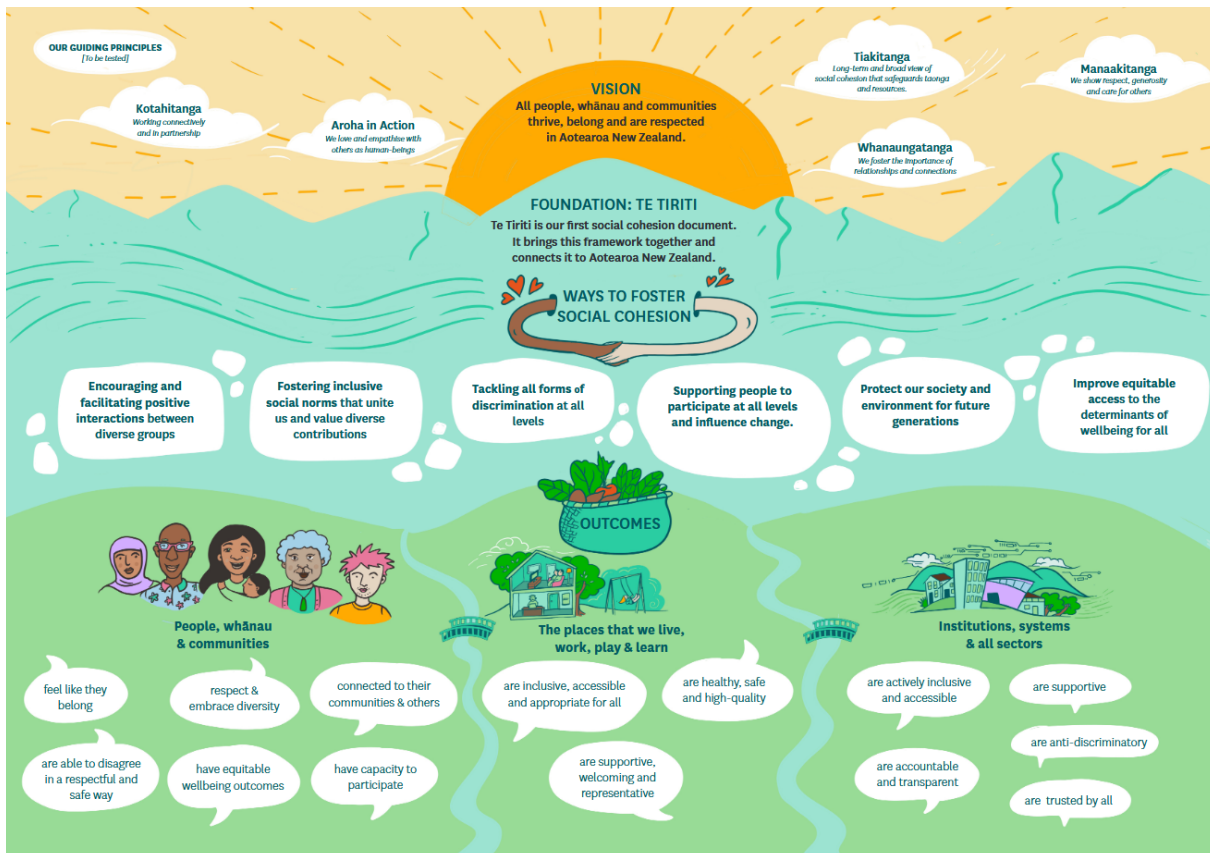 OUR GUIDING PRINCIPLES
[To be tested]
Kotahitanga
Working connectively
and in partnership
Aroha in Action
We love and empathise with
others as human-beings
VISION
All people, whānau and communities
thrive, belong and are respected
in Aotearoa New Zealand.
Tiakitanga
Long-term and broad view of
social cohesion that safeguards taonga
and resources.
Manaakitanga
We show respect, generosity
and care for others
Whanaungatanga
We foster the importance of
relationships and connections
FOUNDATION: TE TIRITI
Te Tiriti is our first social cohesion document.
It brings this framework together and
connects it to Aotearoa New Zealand.
WAYS TO FOSTER
SOCIAL COHESION
Encouraging and
facilitating positive
interactions between
diverse groups
Fostering inclusive
social norms that unite
us and value diverse
contributions
Tackling all forms of
discrimination at all
levels
Supporting people to
participate at all levels
and influence change.
Protect our society and
environment for future
generations
Improve equitable
access to the
determinants of
wellbeing for all
OUTCOMES
People, whānau
& communities
feel like they
belong
respect &
embrace diversity
connected to their
communities & others
are able to disagree
in a respectful and
safe way
have equitable
wellbeing outcomes
have capacity to
participate
The places that we live,
work, play & learn
are inclusive, accessible
and appropriate for all
are healthy, safe
and high-quality
are supportive,
welcoming and
representative
Institutions, systems
& all sectors
are actively inclusive
and accessible
are supportive
are anti-discriminatory
are accountable
and transparent
are trusted by all